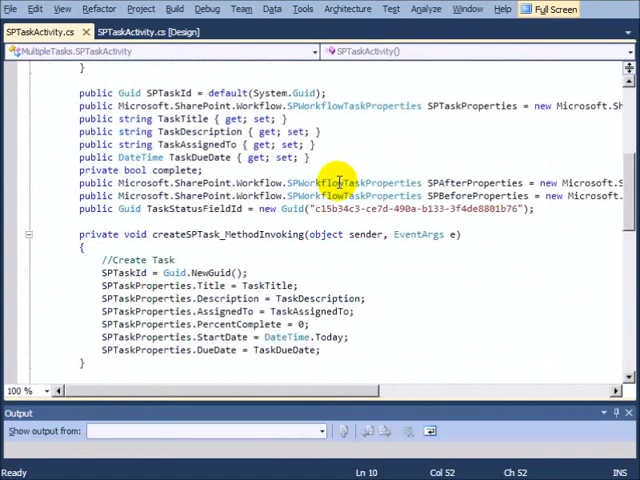 File Edit View Refactor Project Build Debug Team Data Tools Architecture Test Analyze Window Help Full Screen
SPTaskActivity.cs SPTaskActivity.cs [Design]
MultipleTasks.SPTaskActivity SPTaskActivity()
}
public Guid SPTaskId = default(System.Guid);
public Microsoft.SharePoint.Workflow.SPWorkflowTaskProperties SPTaskProperties = new Microsoft.Sh
public string TaskTitle { get; set; }
public string TaskDescription { get; set; }
public string TaskAssignedTo { get; set; }
public DateTime TaskDueDate { get; set; }
private bool complete;
public Microsoft.SharePoint.Workflow.SPWorkflowTaskProperties SPAfterProperties = new Microsoft.S
public Microsoft.SharePoint.Workflow.SPWorkflowTaskProperties SPBeforeProperties = new Microsoft.
public Guid TaskStatusFieldId = new Guid("c15b34c3-ce7d-490a-b133-3f4de8801b76");
private void createSPTask_MethodInvoking(object sender, EventArgs e)
{
//Create Task
SPTaskId = Guid.NewGuid();
SPTaskProperties.Title = TaskTitle;
SPTaskProperties.Description = TaskDescription;
SPTaskProperties.AssignedTo = TaskAssignedTo;
SPTaskProperties.PercentComplete = 0;
SPTaskProperties.StartDate = DateTime.Today;
SPTaskProperties.DueDate = TaskDueDate;
}
100 %
Output
Show output from:
Ready Ln 10 Col 52 Ch 52 INS